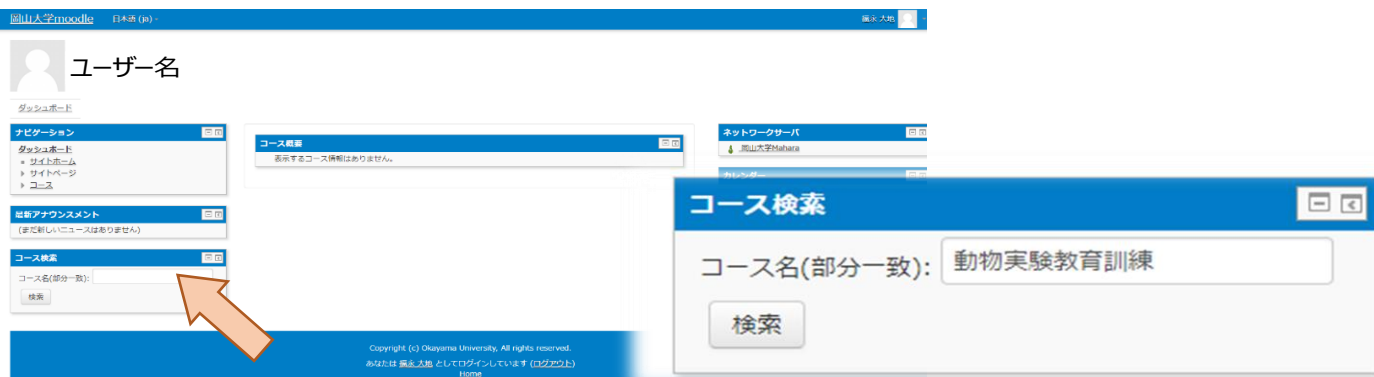 岡山大学moodle 日本語 (ja)
大地
ユーザー名
ダッシュボード
ナビゲーション
ダッシュボード
サイトホーム
サイトページ
コース
最新アナウンスメント
(まだ新しいニュースはありません)
コース検索
コース名(部分一致):
検索
コース概要
表示するコース情報はありません。
ネットワークサーバ
岡山大学Mahara
カレンダー
コース検索
コース名(部分一致): 動物実験教育訓練
検索
Copyright (c) Okayama University, All rights reserved.
あなたは 大地 としてログインしています (ログアウト)
Home